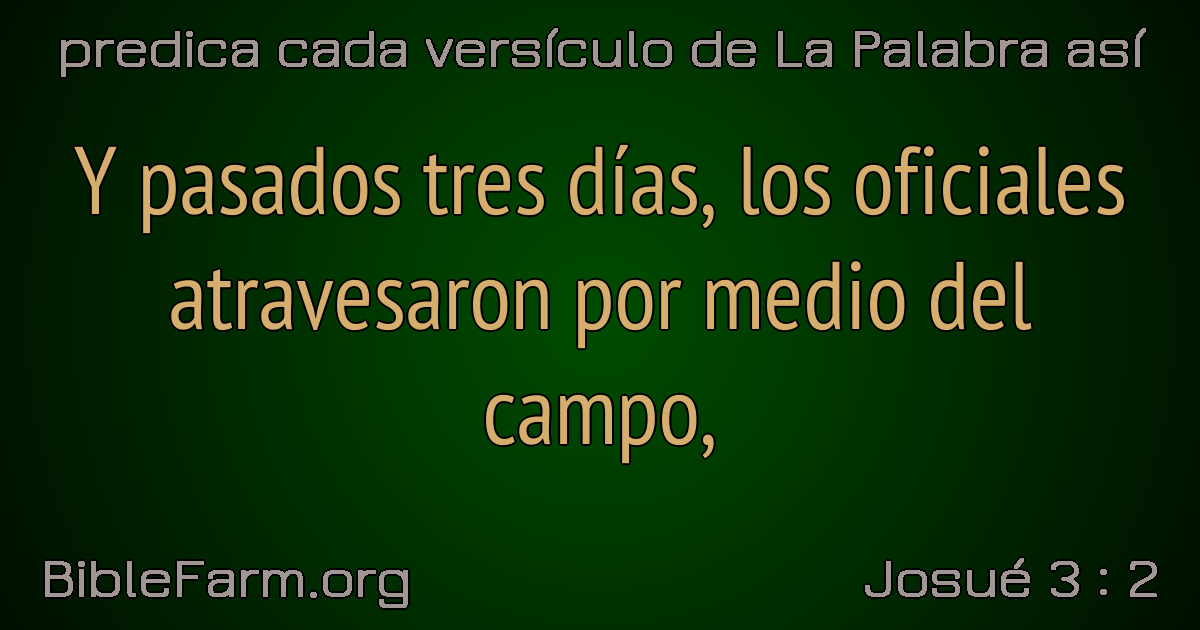 predica cada versículo de La Palabra así
Y pasados tres días, los oficiales
atravesaron por medio del
campo,
BibleFarm.org
Josué 3 : 2